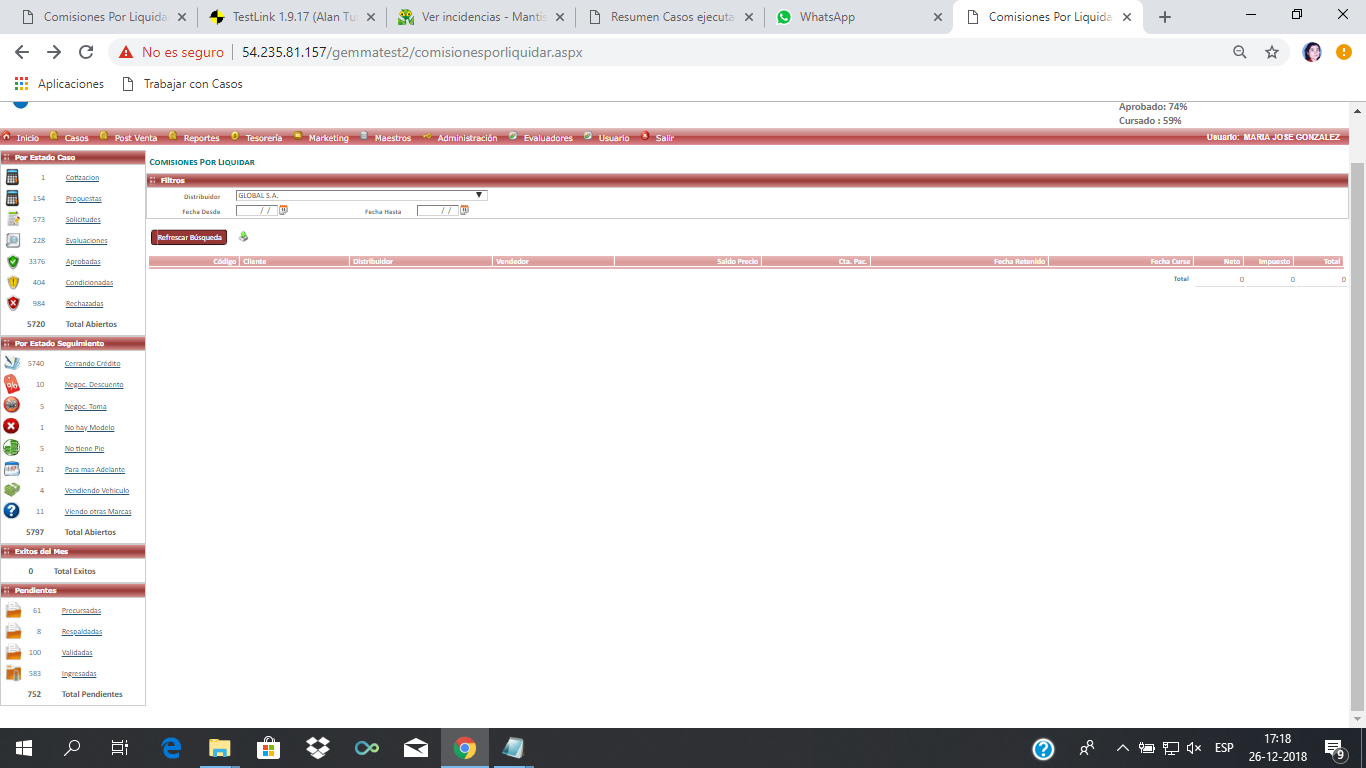 Comisiones Por Liquida
TestLink 1.9.17 (Alan Tu
Ver incidencias - Mantis
Resumen Casos ejecuta
WhatsApp
Comisiones Por Liquida
No es seguro
54.235.81.157/gemmatest2/comisionesporliquidar.aspx
Aplicaciones
Trabajar con Casos
Aprobado: 74%
Cursado : 59%
Inicio Casos Post Venta Reportes Tesorería Marketing Maestros Administración Evaluadores Usuario Salir
Usuario: MARIA JOSE GONZALEZ
Por Estado Caso
1 Cotizacion
154 Propuestas
573 Solicitudes
228 Evaluaciones
3376 Aprobadas
404 Condicionadas
984 Rechazadas
5720 Total Abiertos
Por Estado Seguimiento
5740 Cerrando Crédito
10 Negoc. Descuento
5 Negoc. Toma
1 No hay Modelo
5 No tiene Pie
21 Para mas Adelante
4 Vendiendo Vehiculo
11 Viendo otras Marcas
5797 Total Abiertos
Exitos del Mes
0 Total Exitos
Pendientes
61 Precursadas
8 Respaldadas
100 Validadas
583 Ingresadas
752 Total Pendientes
Comisiones Por Liquidar
Filtros
Distribuidor GLOBAL S.A.
Fecha Desde / / Fecha Hasta / /
Refrescar Búsqueda
Código Cliente Distribuidor Vendedor Saldo Precio Cta. Pac. Fecha Retenido Fecha Curse Neto Impuesto Total
Total 0 0 0
ESP
17:18
26-12-2018
9